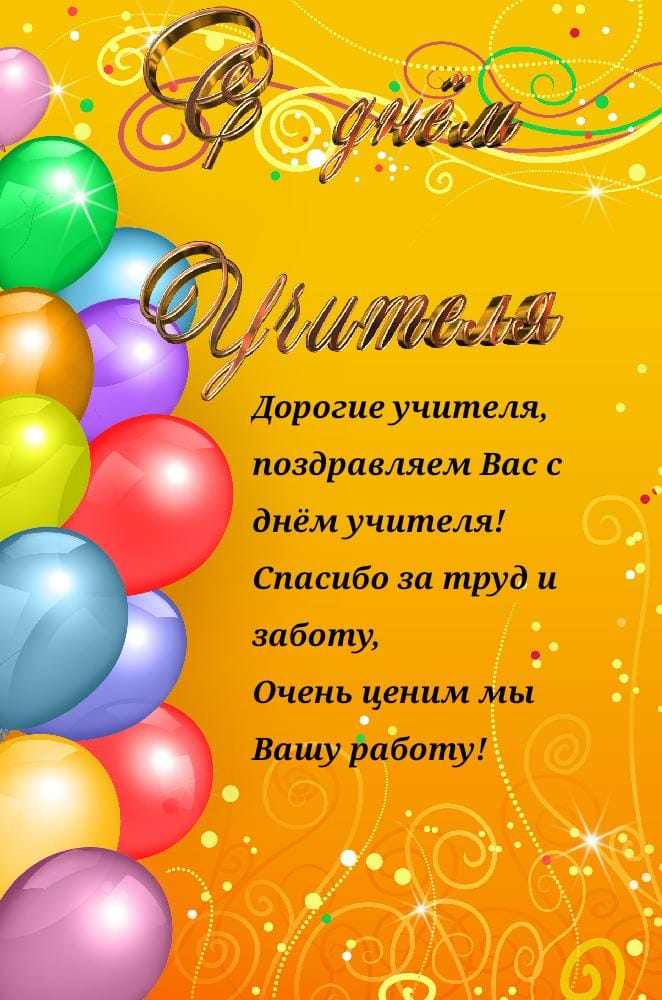 С днём
Учителя
Дорогие учителя,
поздравляем Вас с
днём учителя!
Спасибо за труд и
заботу,
Очень ценим мы
Вашу работу!